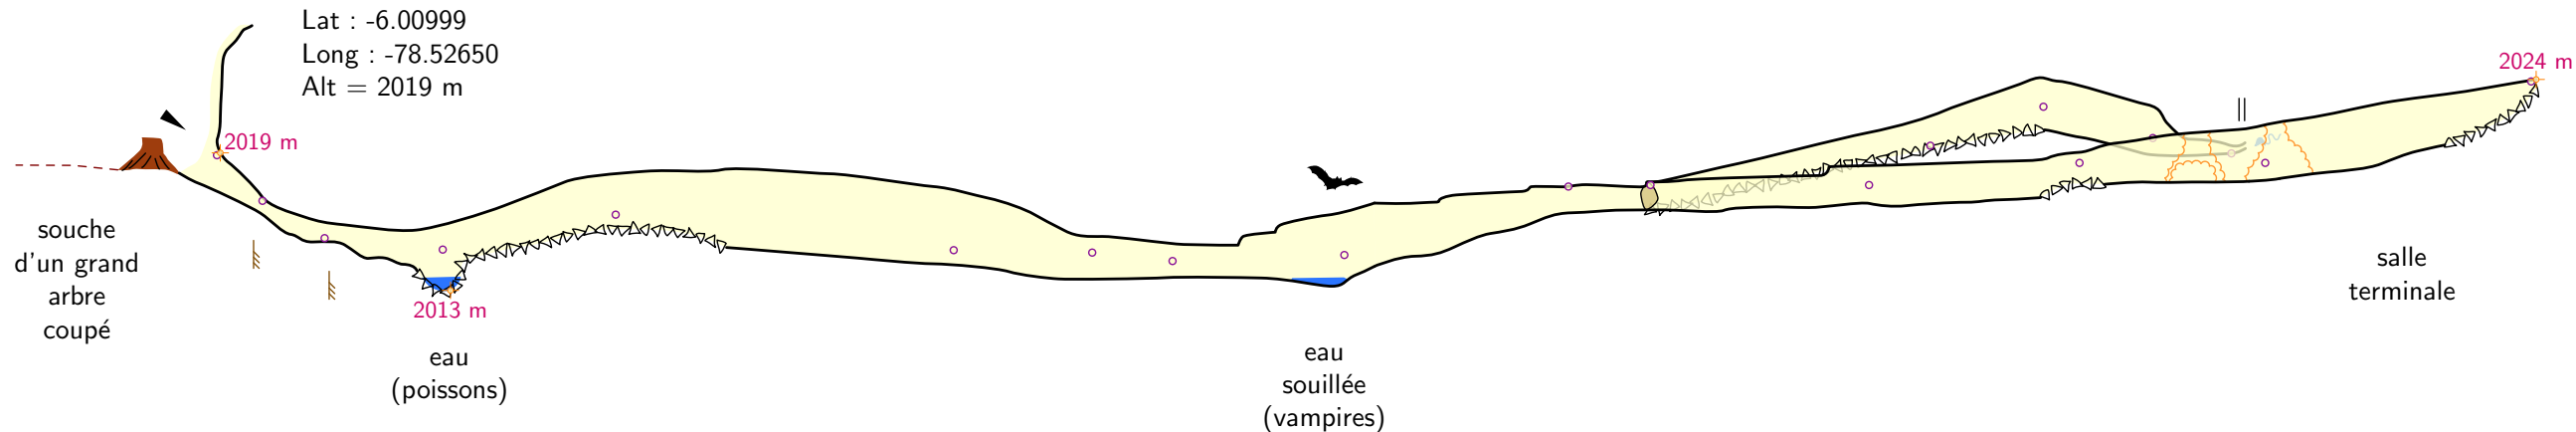 Lat : -6.00999
Long : -78.52650
Alt = 2019 m
2019 m
2024 m
souche
d'un grand
arbre
coupé
2013 m
eau
(poissons)
eau
souillée
(vampires)
salle
terminale